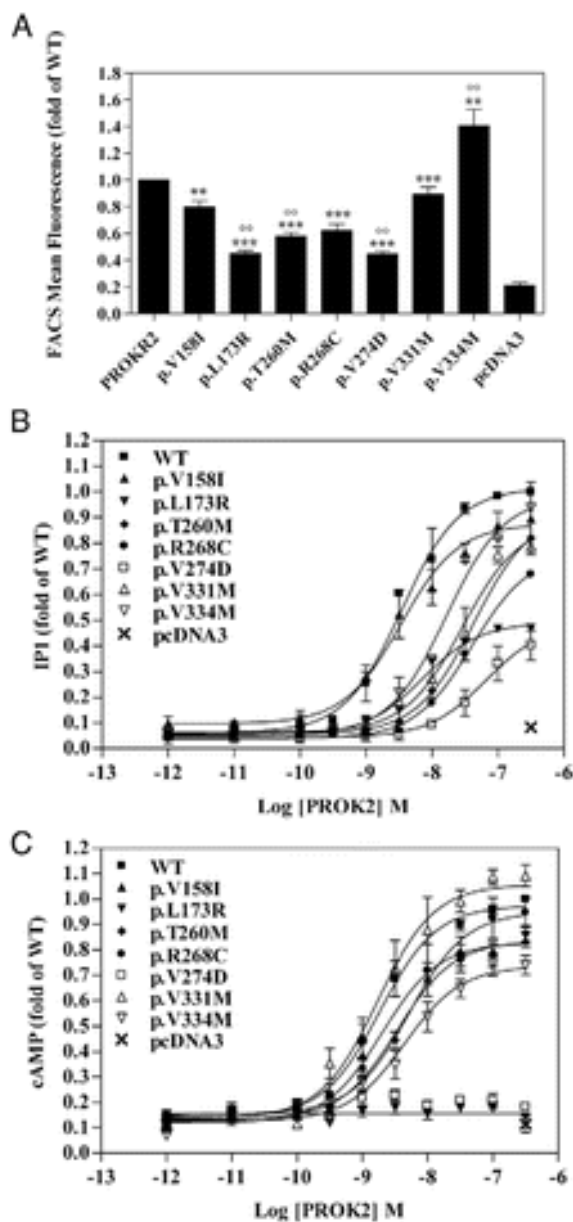 A
FACS Mean Fluorescence (fold of WT)
1.8
1.6
1.4
1.2
1.0
0.8
0.6
0.4
0.2
0.0
**
°°
***
°°
***
***
°°
***
***
°°
**
PROKR2
p.V158I
p.L173R
p.T260M
p.R268C
p.V274D
p.V331M
p.V334M
pcDNA3
B
IP1 (fold of WT)
1.2
1.1
1.0
0.9
0.8
0.7
0.6
0.5
0.4
0.3
0.2
0.1
0.0
WT
p.V158I
p.L173R
p.T260M
p.R268C
p.V274D
p.V331M
p.V334M
pcDNA3
-13 -12 -11 -10 -9 -8 -7 -6
Log [PROK2] M
C
cAMP (fold of WT)
1.2
1.1
1.0
0.9
0.8
0.7
0.6
0.5
0.4
0.3
0.2
0.1
0.0
WT
p.V158I
p.L173R
p.T260M
p.R268C
p.V274D
p.V331M
p.V334M
pcDNA3
-13 -12 -11 -10 -9 -8 -7 -6
Log [PROK2] M